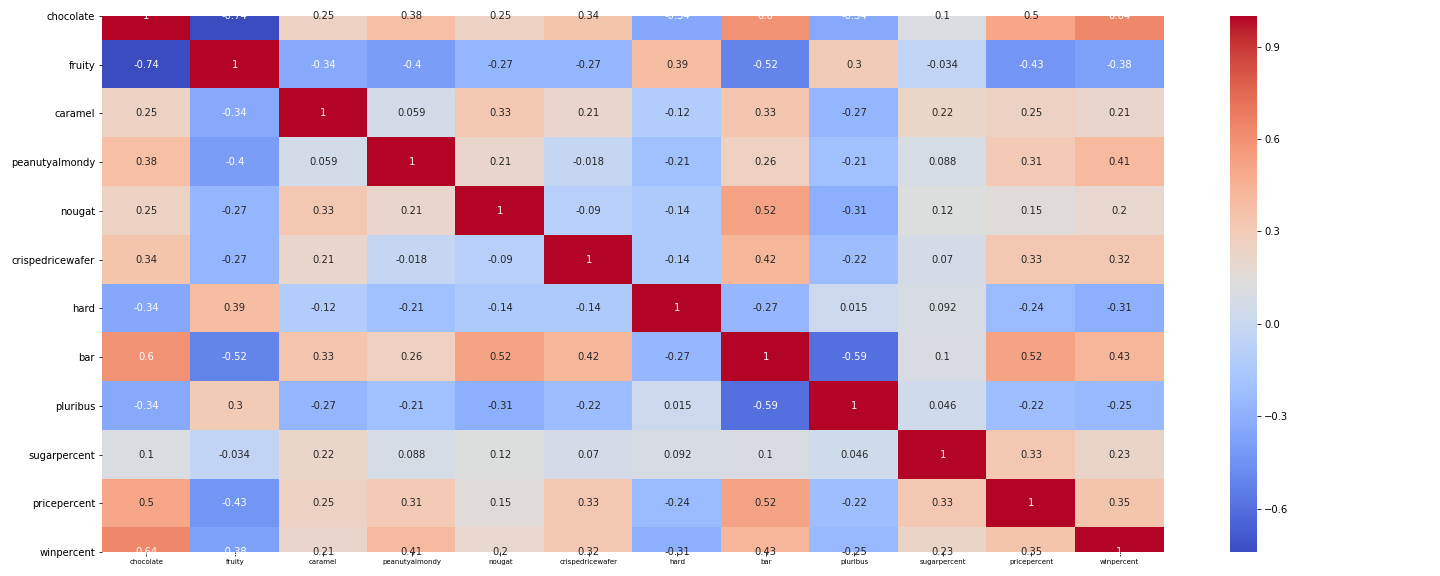 chocolate 1 -0.74 0.25 0.38 0.25 0.34 -0.34 0.6 -0.34 0.1 0.5 0.64
fruity -0.74 1 -0.34 -0.4 -0.27 -0.27 0.39 -0.52 0.3 -0.034 -0.43 -0.38
caramel 0.25 -0.34 1 0.059 0.33 0.21 -0.12 0.33 -0.27 0.22 0.25 0.21
peanutyalmondy 0.38 -0.4 0.059 1 0.21 -0.018 -0.21 0.26 -0.21 0.088 0.31 0.41
nougat 0.25 -0.27 0.33 0.21 1 -0.09 -0.14 0.52 -0.31 0.12 0.15 0.2
crispedricewafer 0.34 -0.27 0.21 -0.018 -0.09 1 -0.14 0.42 -0.22 0.07 0.33 0.32
hard -0.34 0.39 -0.12 -0.21 -0.14 -0.14 1 -0.27 0.015 0.092 -0.24 -0.31
bar 0.6 -0.52 0.33 0.26 0.52 0.42 -0.27 1 -0.59 0.1 0.52 0.43
pluribus -0.34 0.3 -0.27 -0.21 -0.31 -0.22 0.015 -0.59 1 0.046 -0.22 -0.25
sugarpercent 0.1 -0.034 0.22 0.088 0.12 0.07 0.092 0.1 0.046 1 0.33 0.23
pricepercent 0.5 -0.43 0.25 0.31 0.15 0.33 -0.24 0.52 -0.22 0.33 1 0.35
winpercent 0.64 -0.38 0.21 0.41 0.2 0.32 -0.31 0.43 -0.25 0.23 0.35 1
chocolate fruity caramel peanutyalmondy nougat crispedricewafer hard bar pluribus sugarpercent pricepercent winpercent
0.9
0.6
0.3
0.0
−0.3
−0.6